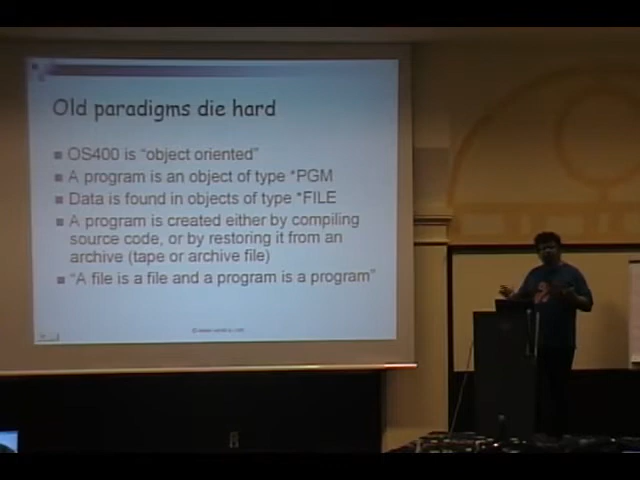 Old paradigms die hard
OS400 is "object oriented"
A program is an object of type *PGM
Data is found in objects of type *FILE
A program is created either by compiling
source code, or by restoring it from an
archive (tape or archive file)
"A file is a file and a program is a program"